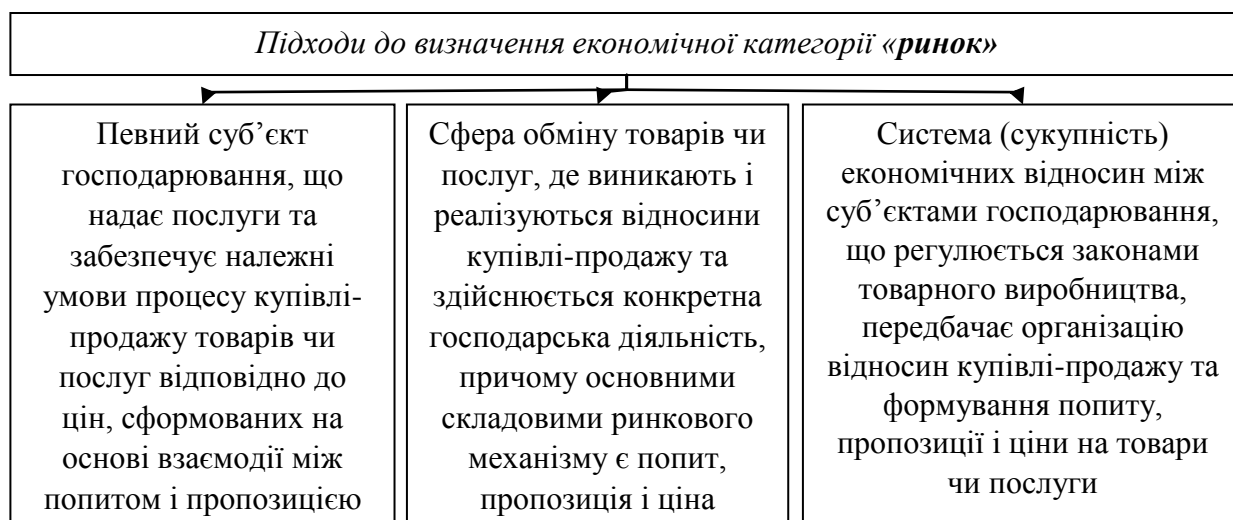 Підходи до визначення економічної категорії «ринок»
Певний суб’єкт
господарювання, що
надає послуги та
забезпечує належні
умови процесу купівлі-
продажу товарів чи
послуг відповідно до
цін, сформованих на
основі взаємодії між
попитом і пропозицією
Сфера обміну товарів чи
послуг, де виникають і
реалізуються відносини
купівлі-продажу та
здійснюється конкретна
господарська діяльність,
причому основними
складовими ринкового
механізму є попит,
пропозиція і ціна
Система (сукупність)
економічних відносин між
суб’єктами господарювання,
що регулюється законами
товарного виробництва,
передбачає організацію
відносин купівлі-продажу та
формування попиту,
пропозиції і ціни на товари
чи послуги